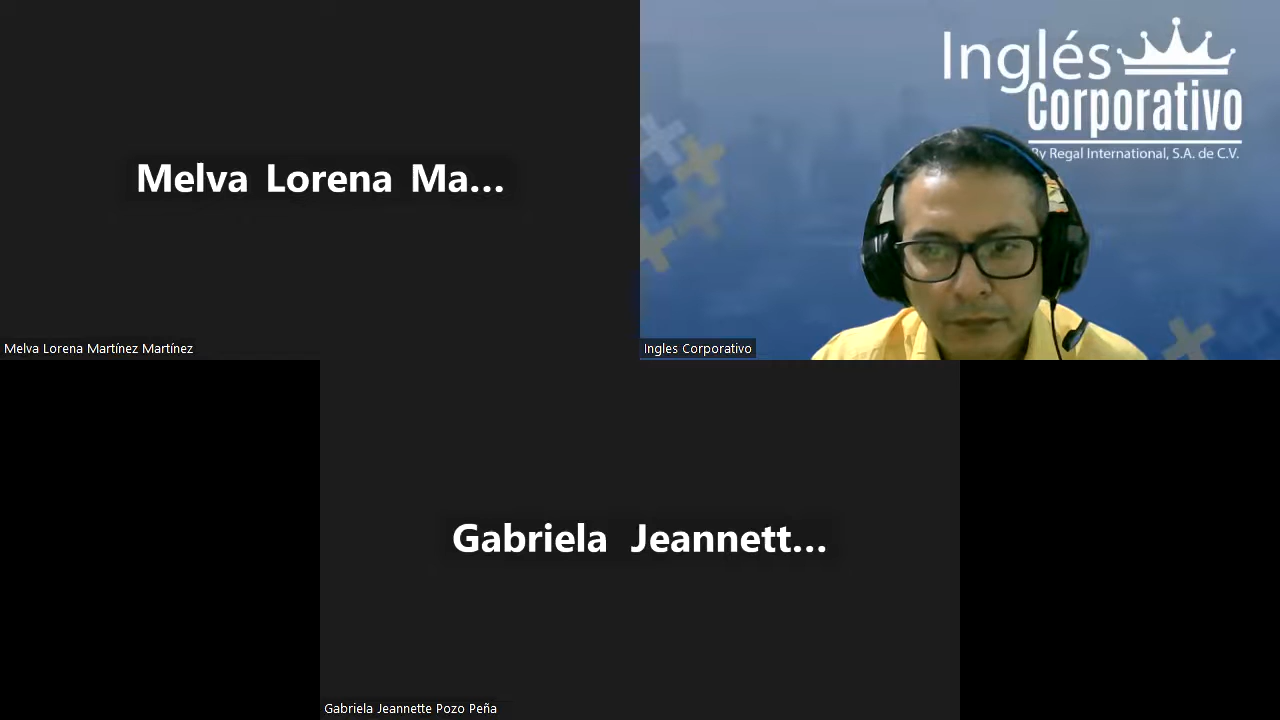 Melva Lorena Ma...
Melva Lorena Martínez Martínez
Inglés
Corporativo
By Regal International, S.A. de C.V.
Ingles Corporativo
Gabriela Jeannett...
Gabriela Jeannette Pozo Peña